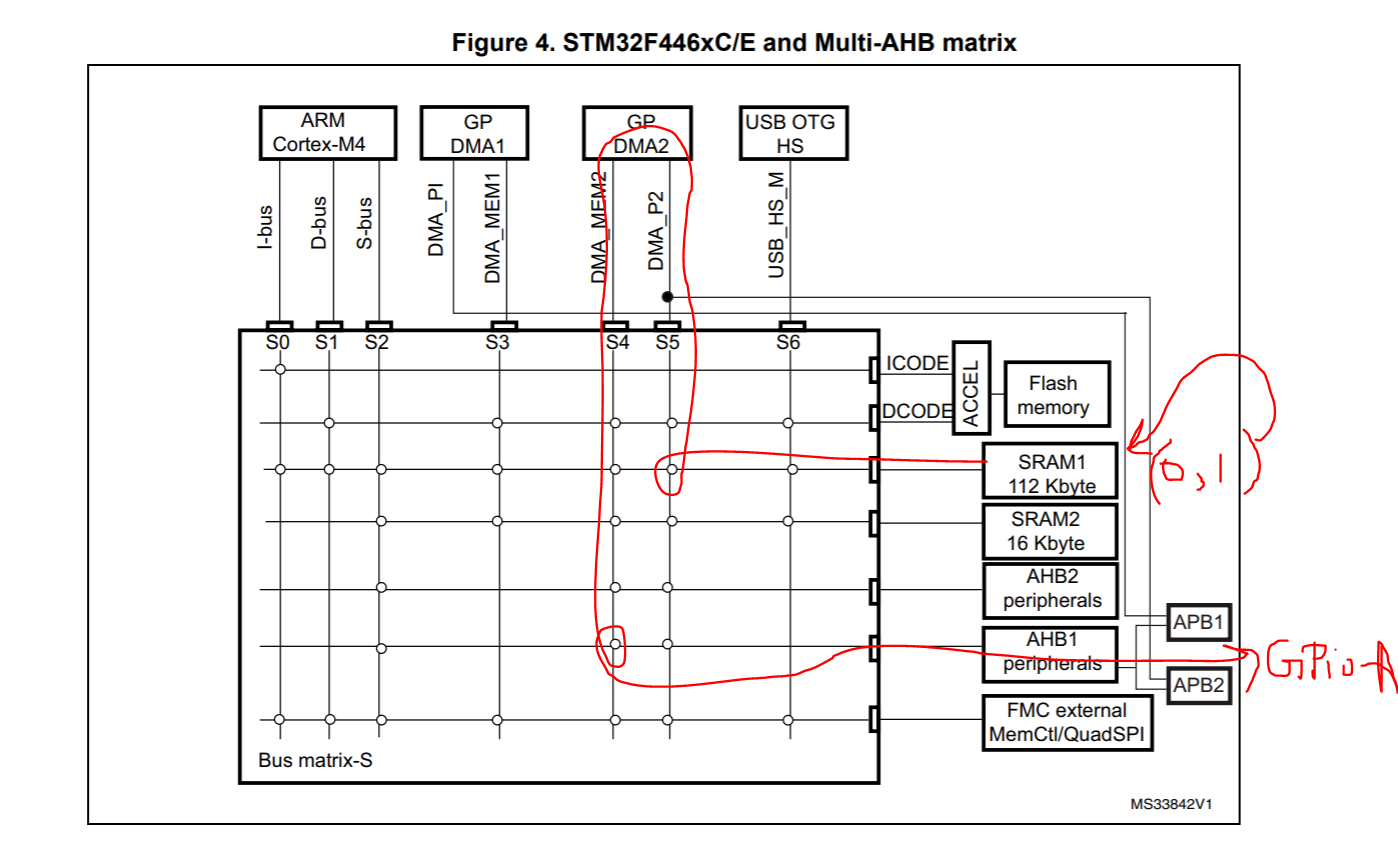 Figure 4. STM32F446xC/E and Multi-AHB matrix
ARM
Cortex-M4
GP
DMA1
GP
DMA2
USB OTG
HS
I-bus
D-bus
S-bus
DMA_PI
DMA_MEM1
DMA_MEM2
DMA_P2
USB_HS_M
S0
S1
S2
S3
S4
S5
S6
ICODE
DCODE
ACCEL
Flash
memory
SRAM1
112 Kbyte
(0,1)
SRAM2
16 Kbyte
AHB2
peripherals
AHB1
peripherals
APB1
APB2
GPio-A
FMC external
MemCtl/QuadSPI
Bus matrix-S
MS33842V1